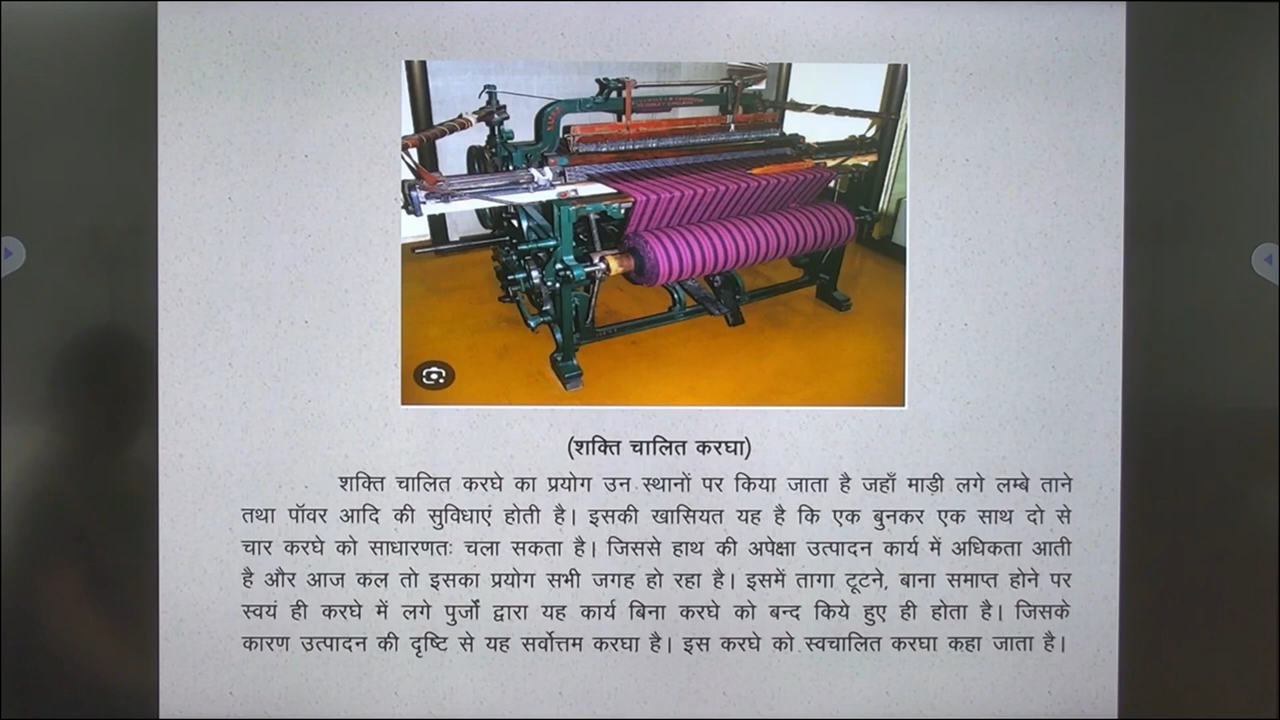 (शक्ति चालित करघा)
शक्ति चालित करघे का प्रयोग उन स्थानों पर किया जाता है जहाँ माड़ी लगे लम्बे ताने
तथा पॉवर आदि की सुविधाएं होती है। इसकी खासियत यह है कि एक बुनकर एक साथ दो से
चार करघे को साधारणतः चला सकता है। जिससे हाथ की अपेक्षा उत्पादन कार्य में अधिकता आती
है और आज कल तो इसका प्रयोग सभी जगह हो रहा है। इसमें तागा टूटने, बाना समाप्त होने पर
स्वयं ही करघे में लगे पुर्जों द्वारा यह कार्य बिना करघे को बन्द किये हुए ही होता है। जिसके
कारण उत्पादन की दृष्टि से यह सर्वोत्तम करघा है। इस करघे को स्वचालित करघा कहा जाता है।